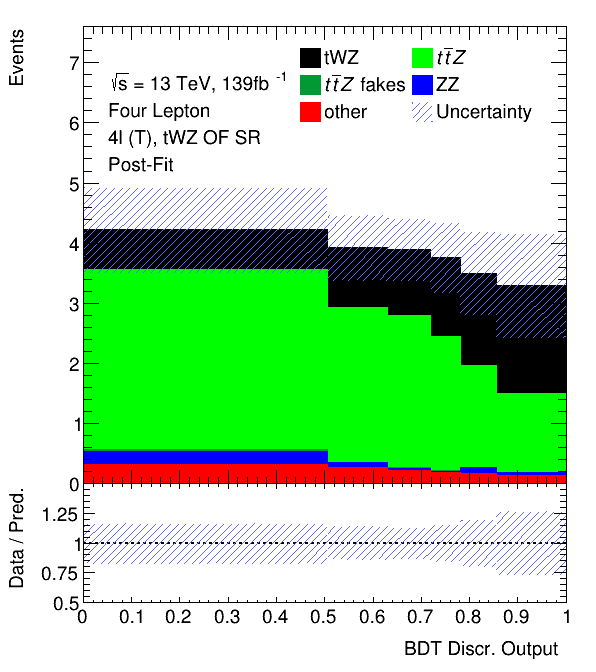 Events
7
6
5
4
3
2
1
0
√s = 13 TeV, 139fb⁻¹
Four Lepton
4l (T), tWZ OF SR
Post-Fit
tWZ
tt̄Z
tt̄Z fakes
ZZ
other
Uncertainty
Data / Pred.
1.25
1
0.75
0.5
0 0.1 0.2 0.3 0.4 0.5 0.6 0.7 0.8 0.9 1
BDT Discr. Output